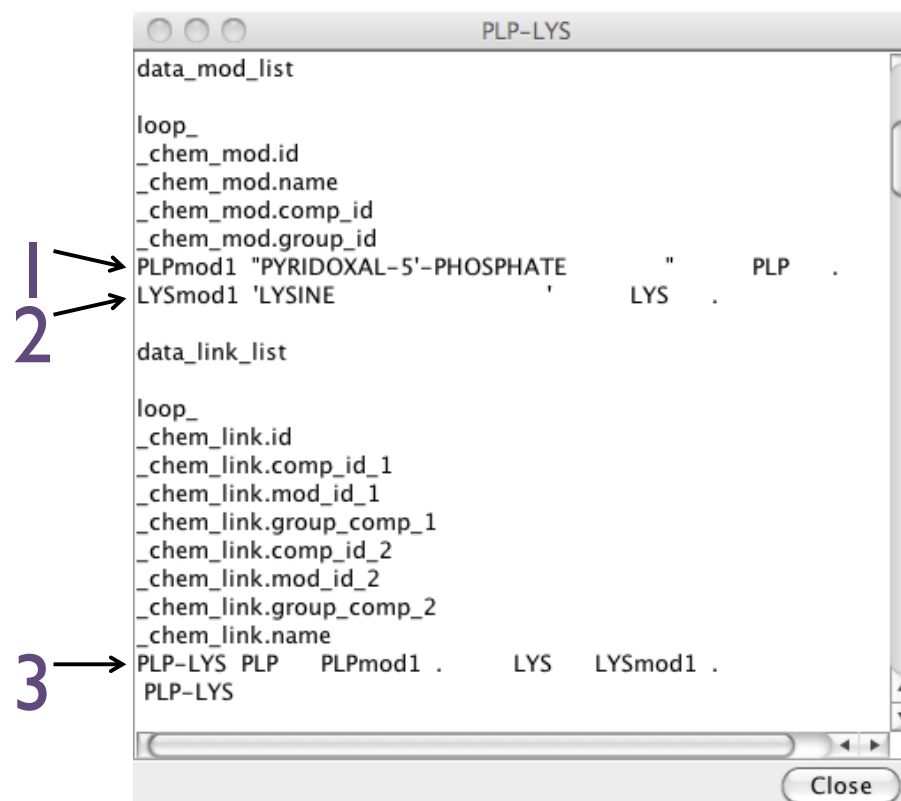 PLP-LYS
data_mod_list
loop_
_chem_mod.id
_chem_mod.name
_chem_mod.comp_id
_chem_mod.group_id
1 PLPmod1 "PYRIDOXAL-5'-PHOSPHATE " PLP .
2 LYSmod1 'LYSINE ' LYS .
data_link_list
loop_
_chem_link.id
_chem_link.comp_id_1
_chem_link.mod_id_1
_chem_link.group_comp_1
_chem_link.comp_id_2
_chem_link.mod_id_2
_chem_link.group_comp_2
_chem_link.name
3 PLP-LYS PLP PLPmod1 . LYS LYSmod1 .
PLP-LYS
Close